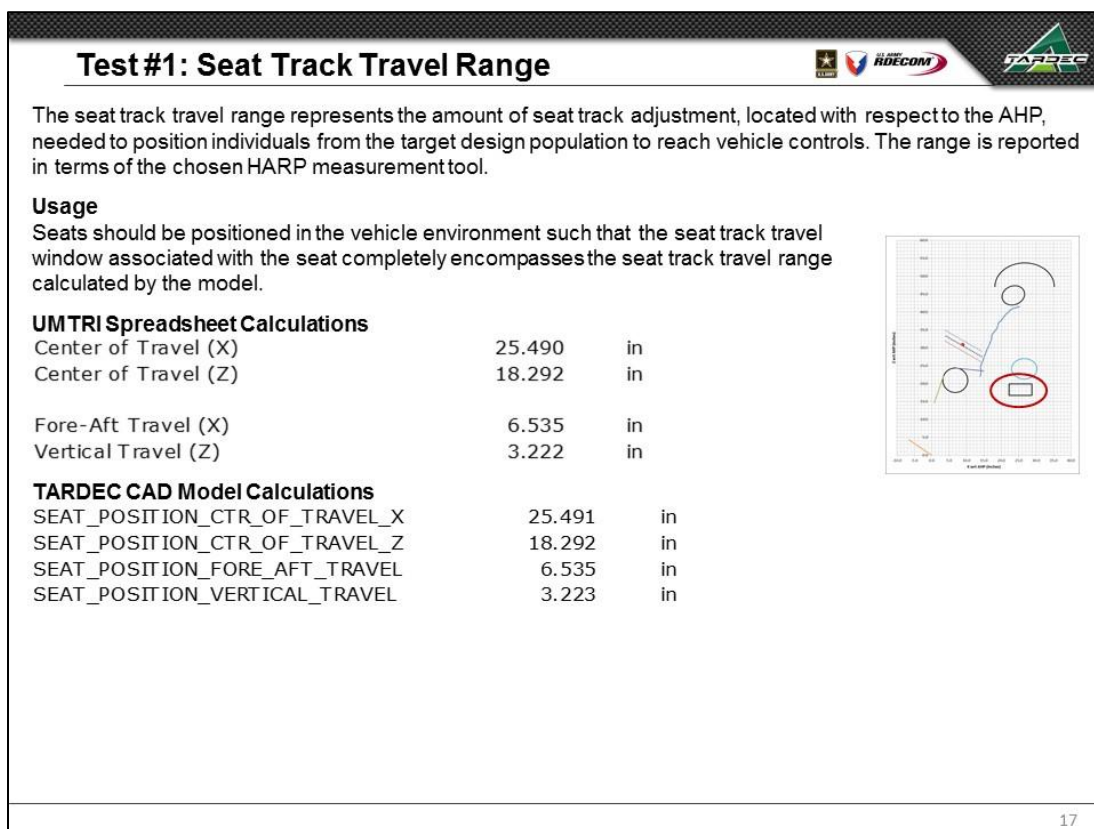 Test #1: Seat Track Travel Range
U.S. ARMY
U.S. ARMY
RDECOM
TARDEC
The seat track travel range represents the amount of seat track adjustment, located with respect to the AHP,
needed to position individuals from the target design population to reach vehicle controls. The range is reported
in terms of the chosen HARP measurement tool.
Usage
Seats should be positioned in the vehicle environment such that the seat track travel
window associated with the seat completely encompasses the seat track travel range
calculated by the model.
UMTRI Spreadsheet Calculations
Center of Travel (X) 25.490 in
Center of Travel (Z) 18.292 in
Fore-Aft Travel (X) 6.535 in
Vertical Travel (Z) 3.222 in
TARDEC CAD Model Calculations
SEAT_POSITION_CTR_OF_TRAVEL_X 25.491 in
SEAT_POSITION_CTR_OF_TRAVEL_Z 18.292 in
SEAT_POSITION_FORE_AFT_TRAVEL 6.535 in
SEAT_POSITION_VERTICAL_TRAVEL 3.223 in
X wrt AHP (inches)
17